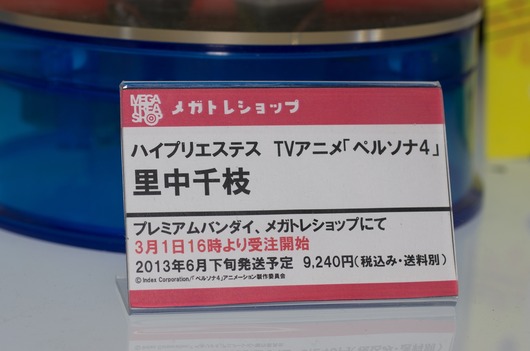 MEGA
TREA
SHOP
メガトレショップ
ハイプリエステス TVアニメ「ペルソナ4」
里中千枝
プレミアムバンダイ、メガトレショップにて
3月1日16時より受注開始
2013年6月下旬発送予定 9,240円(税込み・送料別)
© Index Corporation/「ペルソナ4」アニメーション製作委員会